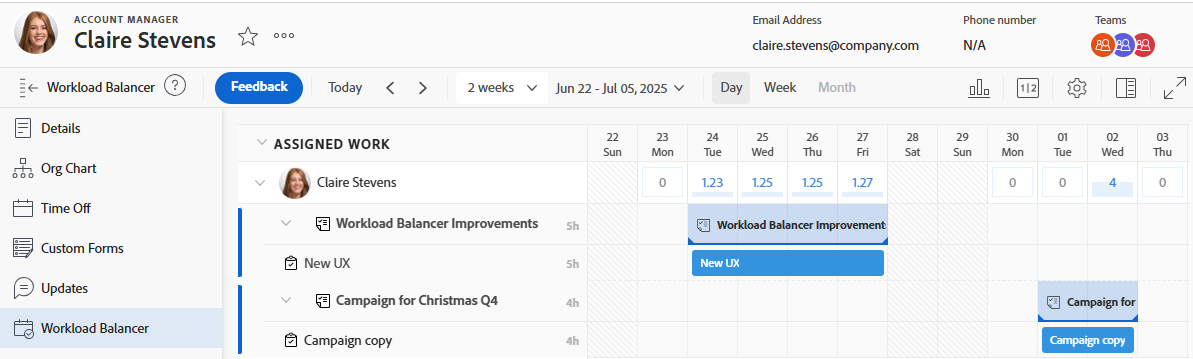 ACCOUNT MANAGER
Claire Stevens
Email Address
claire.stevens@company.com
Phone number
N/A
Teams
Workload Balancer ? Feedback Today 2 weeks Jun 22 - Jul 05, 2025 Day Week Month 1|2
Details
Org Chart
Time Off
Custom Forms
Updates
Workload Balancer
ASSIGNED WORK
22 23 24 25 26 27 28 29 30 01 02 03
Sun Mon Tue Wed Thu Fri Sat Sun Mon Tue Wed Thu
Claire Stevens 0 1.23 1.25 1.25 1.27 0 0 4 0
Workload Balancer Improvements 5h Workload Balancer Improvements
New UX 5h New UX
Campaign for Christmas Q4 4h Campaign for
Campaign copy 4h Campaign copy